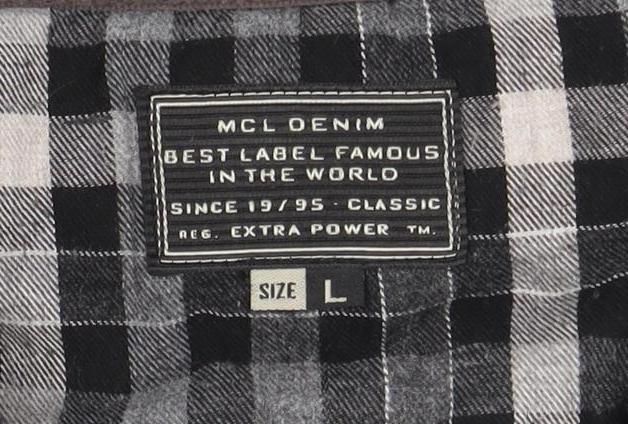 MCL DENIM
BEST LABEL FAMOUS
IN THE WORLD
SINCE 19/95 · CLASSIC
REG. EXTRA POWER TM.
SIZE L